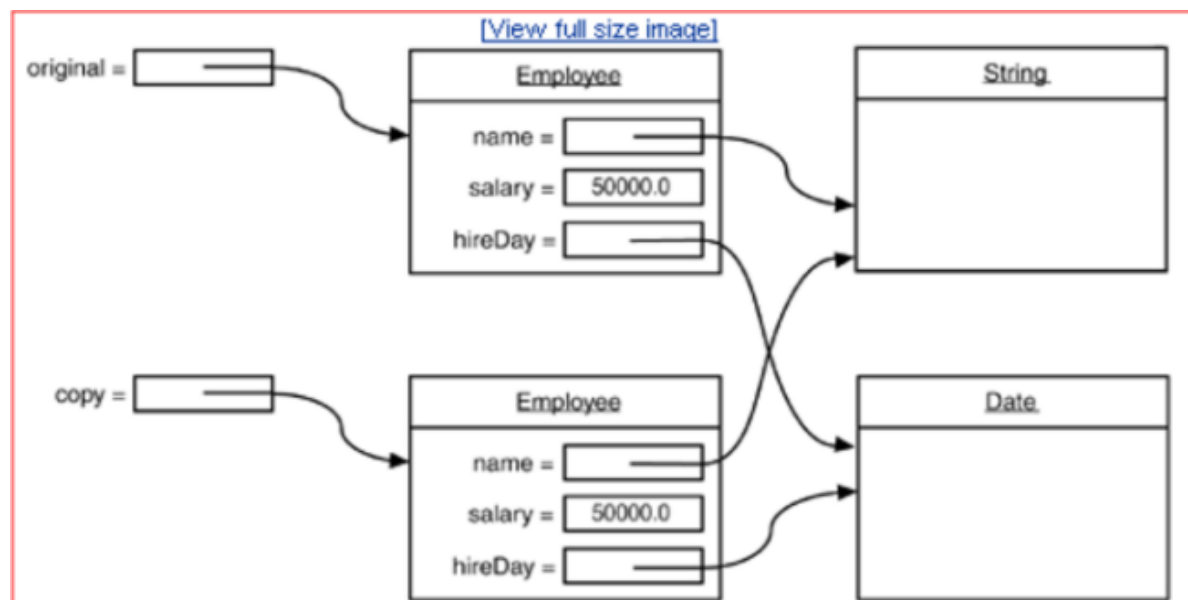 [View full size image]
original =
Employee
String
name =
salary = 50000.0
hireDay =
copy =
Employee
Date
name =
salary = 50000.0
hireDay =